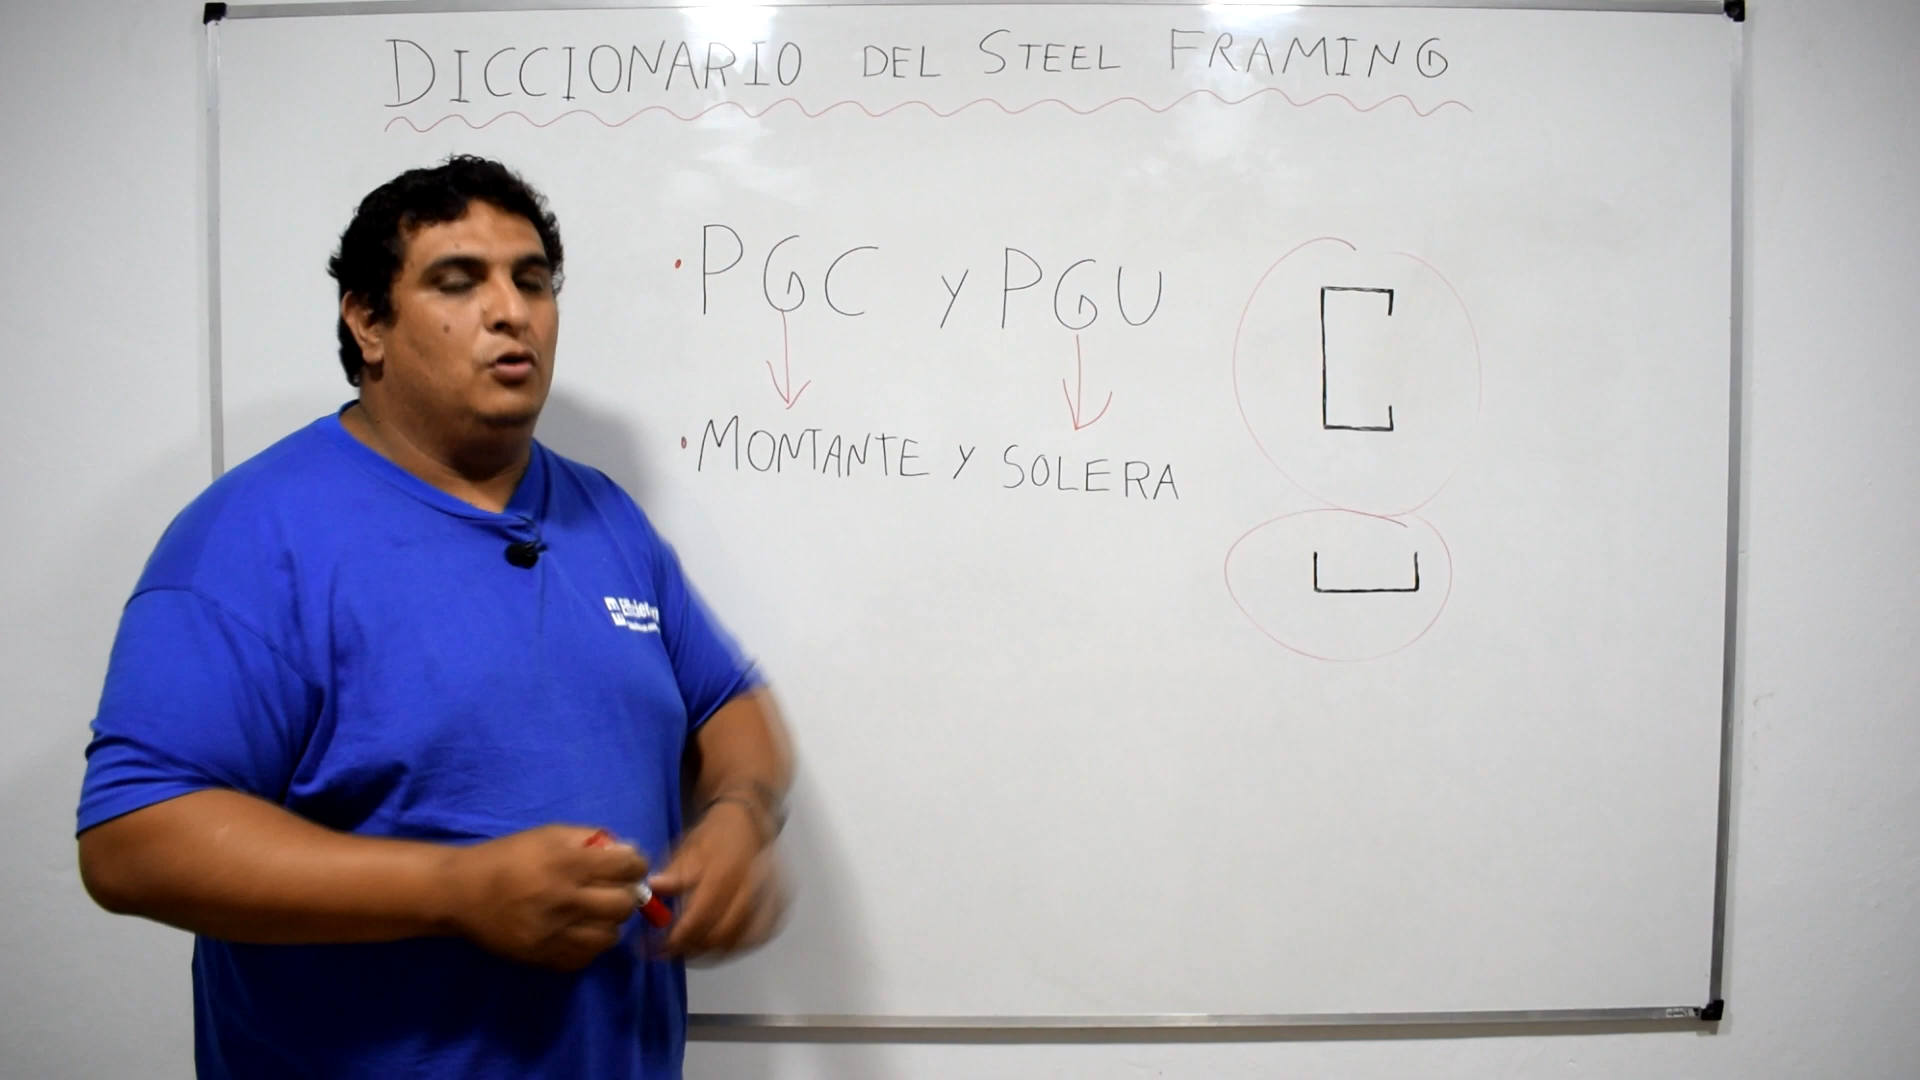 DICCIONARIO DEL STEEL FRAMING
• PGC y PGU
• MONTANTE Y SOLERA